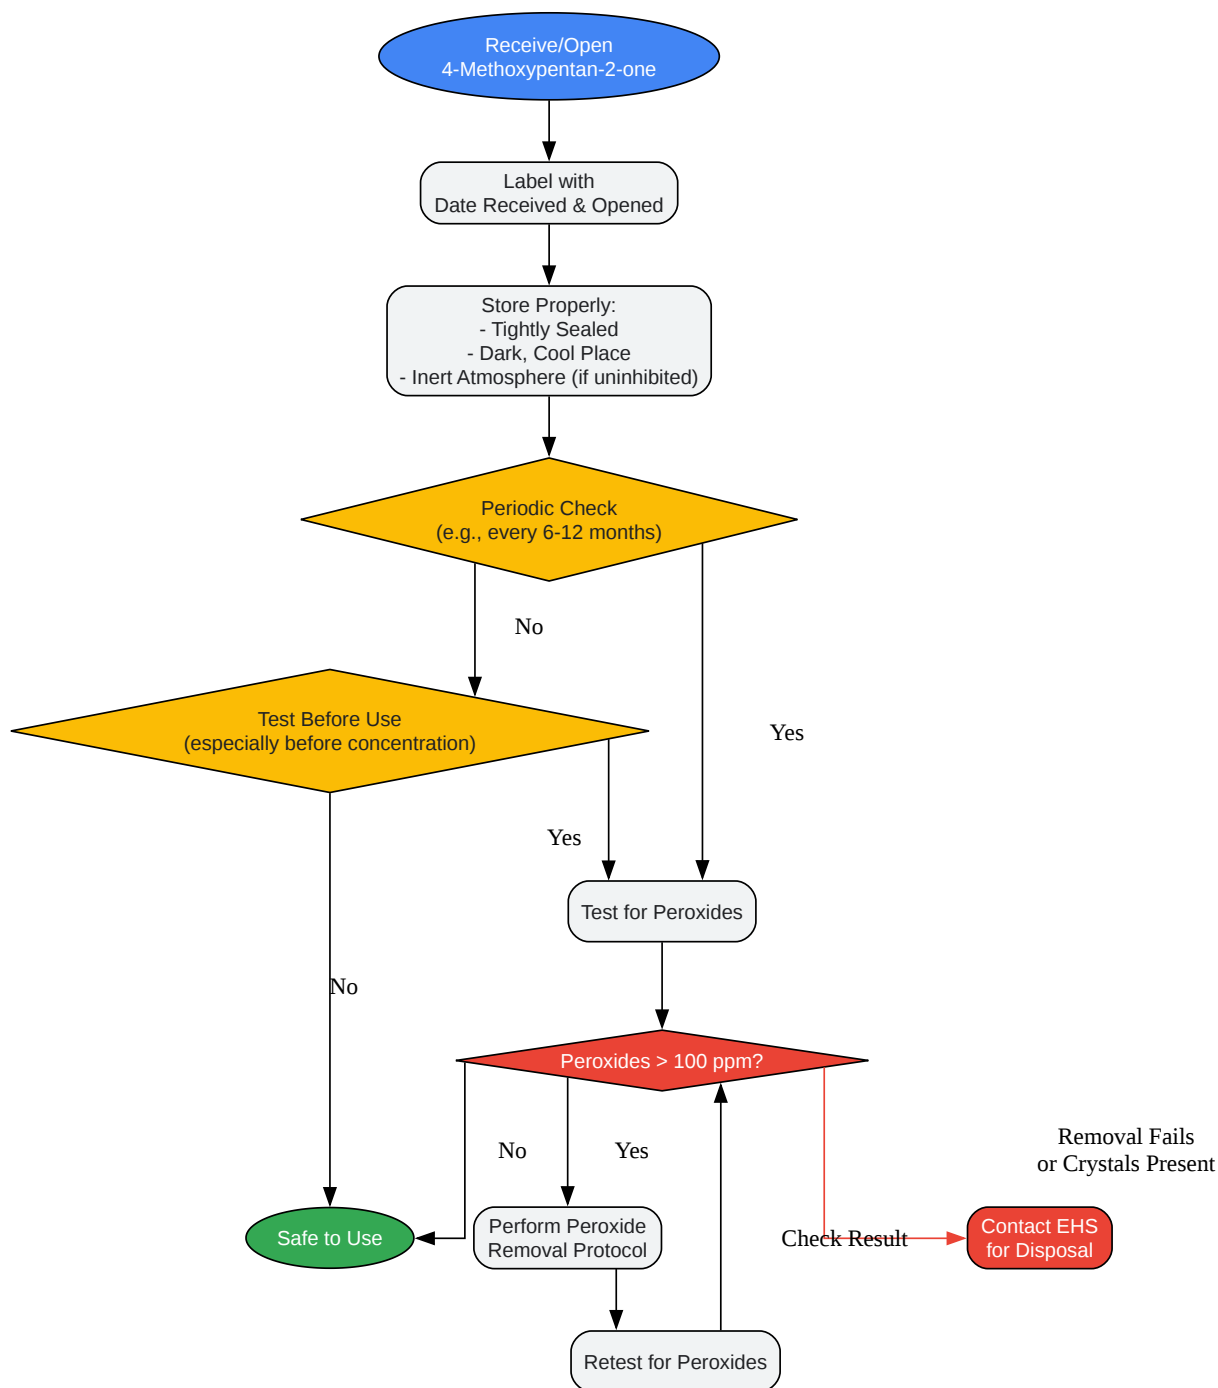 Receive/Open
4-Methoxypentan-2-one
Label with
Date Received & Opened
Store Properly:
- Tightly Sealed
- Dark, Cool Place
- Inert Atmosphere (if uninhibited)
Periodic Check
(e.g., every 6-12 months)
No
Test Before Use
(especially before concentration)
Yes
Yes
Test for Peroxides
No
Peroxides > 100 ppm?
No
Yes
Removal Fails
or Crystals Present
Safe to Use
Perform Peroxide
Removal Protocol
Check Result
Contact EHS
for Disposal
Retest for Peroxides